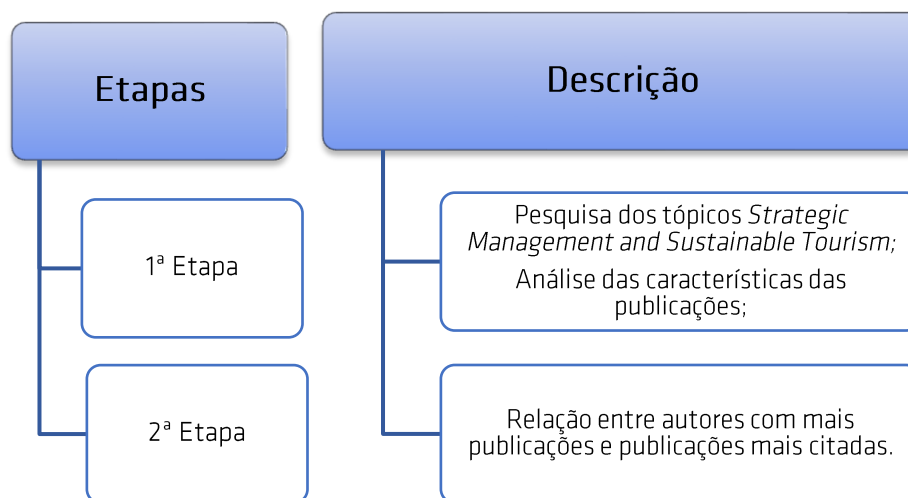 Etapas
Descrição
1ª Etapa
Pesquisa dos tópicos Strategic
Management and Sustainable Tourism;
Análise das características das
publicações;
2ª Etapa
Relação entre autores com mais
publicações e publicações mais citadas.